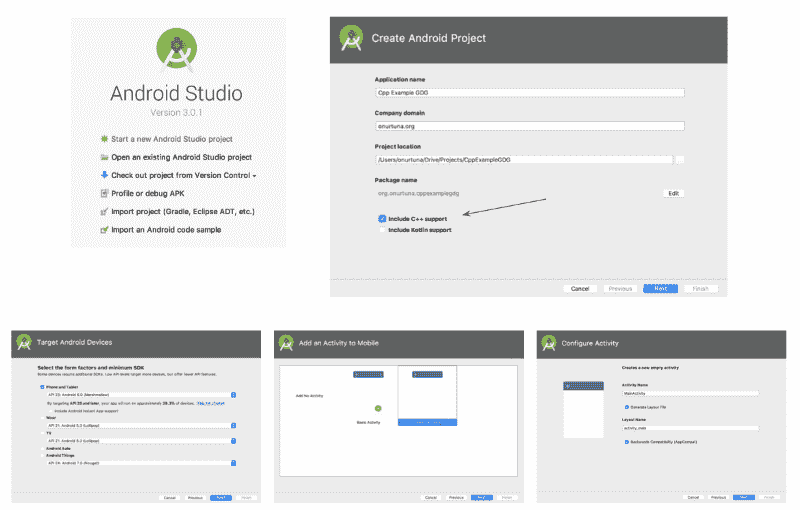 Android Studio
Version 3.0.1
Start a new Android Studio project
Open an existing Android Studio project
Check out project from Version Control
Profile or debug APK
Import project (Gradle, Eclipse ADT, etc.)
Import an Android code sample
Create Android Project
Application name
Cpp Example GDG
Company domain
onurtuna.org
Project location
/Users/onurtuna/Drive/Projects/CppExampleGDG
Package name
org.onurtuna.cppexamplegdg
Edit
Include C++ support
Include Kotlin support
Cancel Previous Next Finish
Target Android Devices
Select the form factors and minimum SDK
Some devices require additional SDKs. Low API levels target more devices, but offer fewer API features.
Phone and Tablet
API 23: Android 6.0 (Marshmallow)
By targeting API 23 and later, your app will run on approximately of devices.
Include Android Instant App support
Wear
API 21: Android 5.0 (Lollipop)
TV
API 21: Android 5.0 (Lollipop)
Android Auto
Android Things
API 24: Android 7.0 (Nougat)
Cancel Previous Next Finish
Add an Activity to Mobile
Add No Activity
Basic Activity
Cancel Previous Next Finish
Configure Activity
Creates a new empty activity
Activity Name
MainActivity
Generate Layout File
Layout Name
activity_main
Backwards Compatibility (AppCompat)
Cancel Previous Next Finish